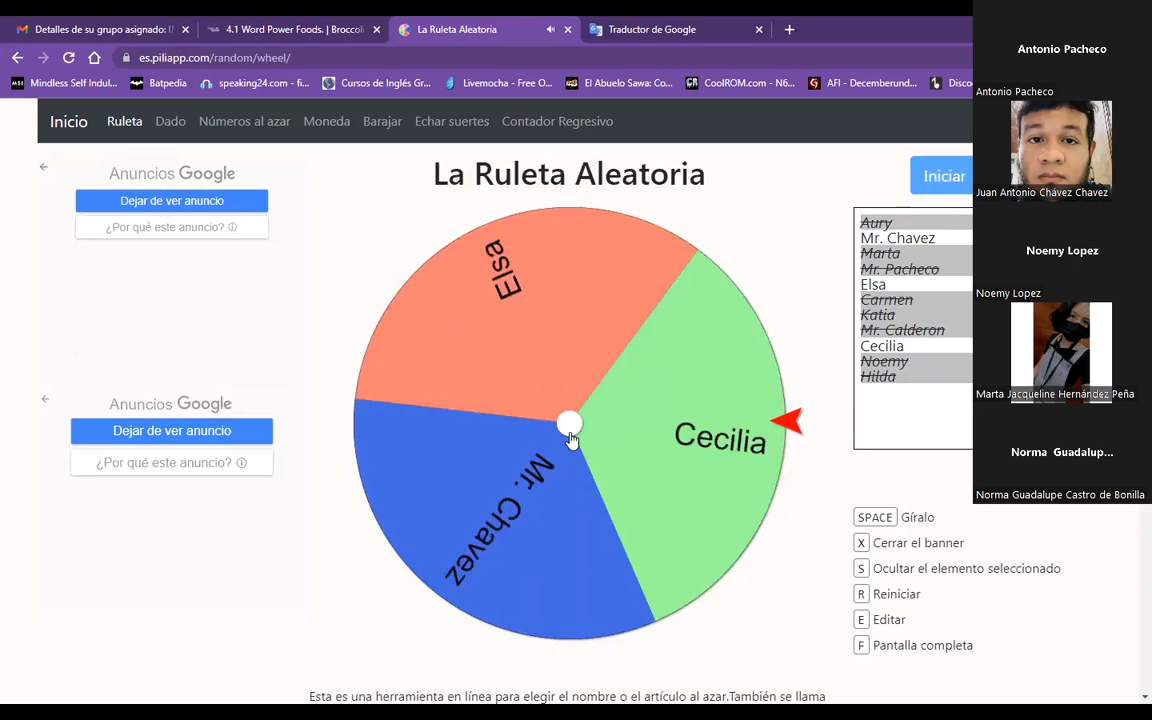 Detalles de su grupo asignado: I
4.1 Word Power Foods. | Broccol
La Ruleta Aleatoria
Traductor de Google
es.piliapp.com/random/wheel/
Mindless Self Indul...
Batpedia
speaking24.com - fi...
Cursos de Inglés Gr...
Livemocha - Free O...
El Abuelo Sawa: Co...
CoolROM.com - N6...
AFI - Decemberund...
Disco
Inicio
Ruleta
Dado
Números al azar
Moneda
Barajar
Echar suertes
Contador Regresivo
Anuncios Google
Dejar de ver anuncio
¿Por qué este anuncio?
Anuncios Google
Dejar de ver anuncio
¿Por qué este anuncio?
La Ruleta Aleatoria
Elsa
Cecilia
Mr. Chavez
Iniciar
Aury
Mr. Chavez
Marta
Mr. Pacheco
Elsa
Carmen
Katia
Mr. Calderon
Cecilia
Noemy
Hilda
SPACE Gíralo
X Cerrar el banner
S Ocultar el elemento seleccionado
R Reiniciar
E Editar
F Pantalla completa
Esta es una herramienta en línea para elegir el nombre o el artículo al azar.También se llama
Antonio Pacheco
Antonio Pacheco
Juan Antonio Chávez Chavez
Noemy Lopez
Noemy Lopez
Marta Jacqueline Hernández Peña
Norma Guadalup...
Norma Guadalupe Castro de Bonilla